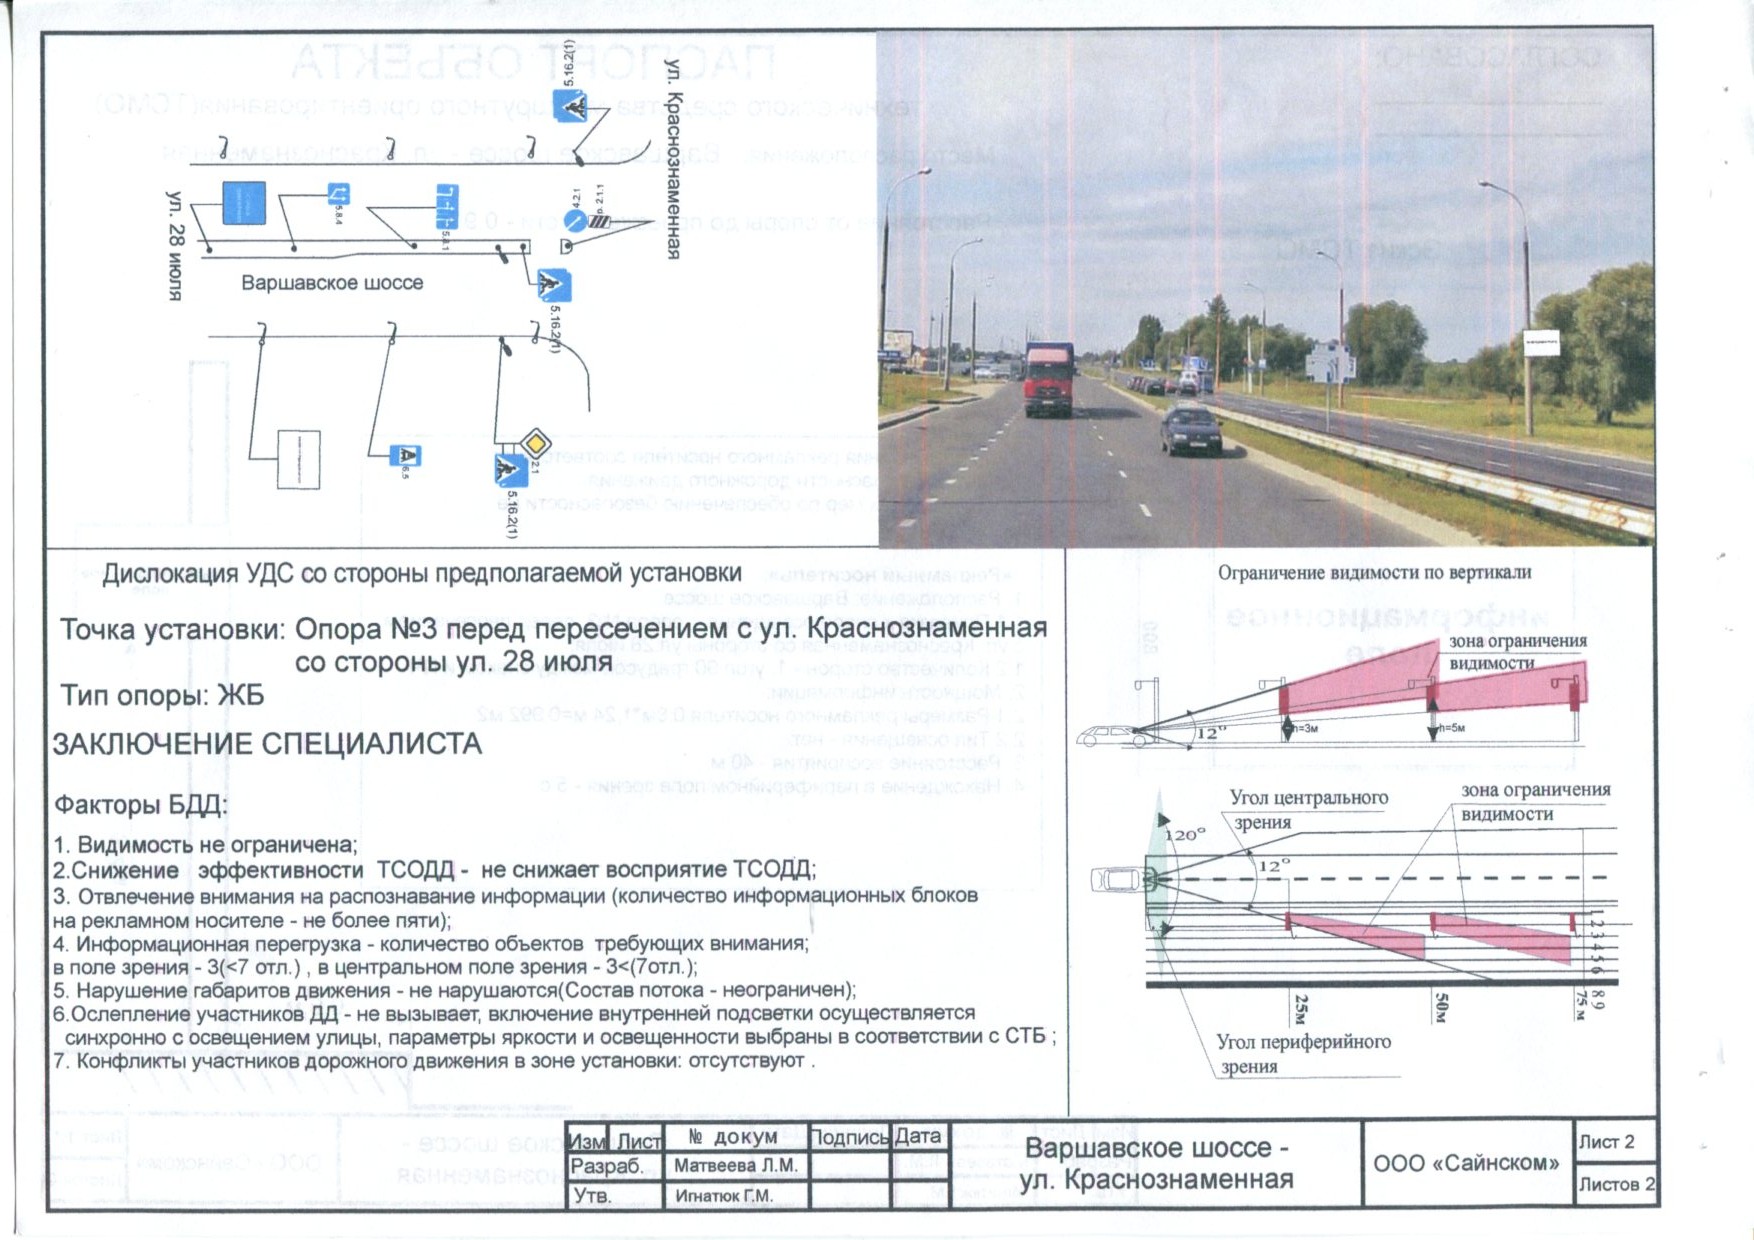 ул. Краснознаменная
5.16.2(1)
ул. 28 июля
5.8.4
5.8.1
4.2.1
р. 2.1.1
Варшавское шоссе
5.16.2(1)
6.5
2.1
5.16.2(1)
Дислокация УДС со стороны предполагаемой установки
Точка установки: Опора №3 перед пересечением с ул. Краснознаменная
со стороны ул. 28 июля
Тип опоры: ЖБ
ЗАКЛЮЧЕНИЕ СПЕЦИАЛИСТА
Факторы БДД:
1. Видимость не ограничена;
2.Снижение эффективности ТСОДД - не снижает восприятие ТСОДД;
3. Отвлечение внимания на распознавание информации (количество информационных блоков
на рекламном носителе - не более пяти);
4. Информационная перегрузка - количество объектов требующих внимания;
в поле зрения - 3(<7 отл.) , в центральном поле зрения - 3<(7отл.);
5. Нарушение габаритов движения - не нарушаются(Состав потока - неограничен);
6.Ослепление участников ДД - не вызывает, включение внутренней подсветки осуществляется
синхронно с освещением улицы, параметры яркости и освещенности выбраны в соответствии с СТБ ;
7. Конфликты участников дорожного движения в зоне установки: отсутствуют .
Ограничение видимости по вертикали
зона ограничения
видимости
12°
h=3м
h=5м
Угол центрального
зрения
зона ограничения
видимости
120°
12°
1 2 3 4 5 6 8 9
25м
50м
75 м
Угол периферийного
зрения
Изм Лист № докум Подпись Дата
Разраб. Матвеева Л.М.
Утв. Игнатюк Г.М.
Варшавское шоссе -
ул. Краснознаменная
ООО «Сайнском»
Лист 2
Листов 2